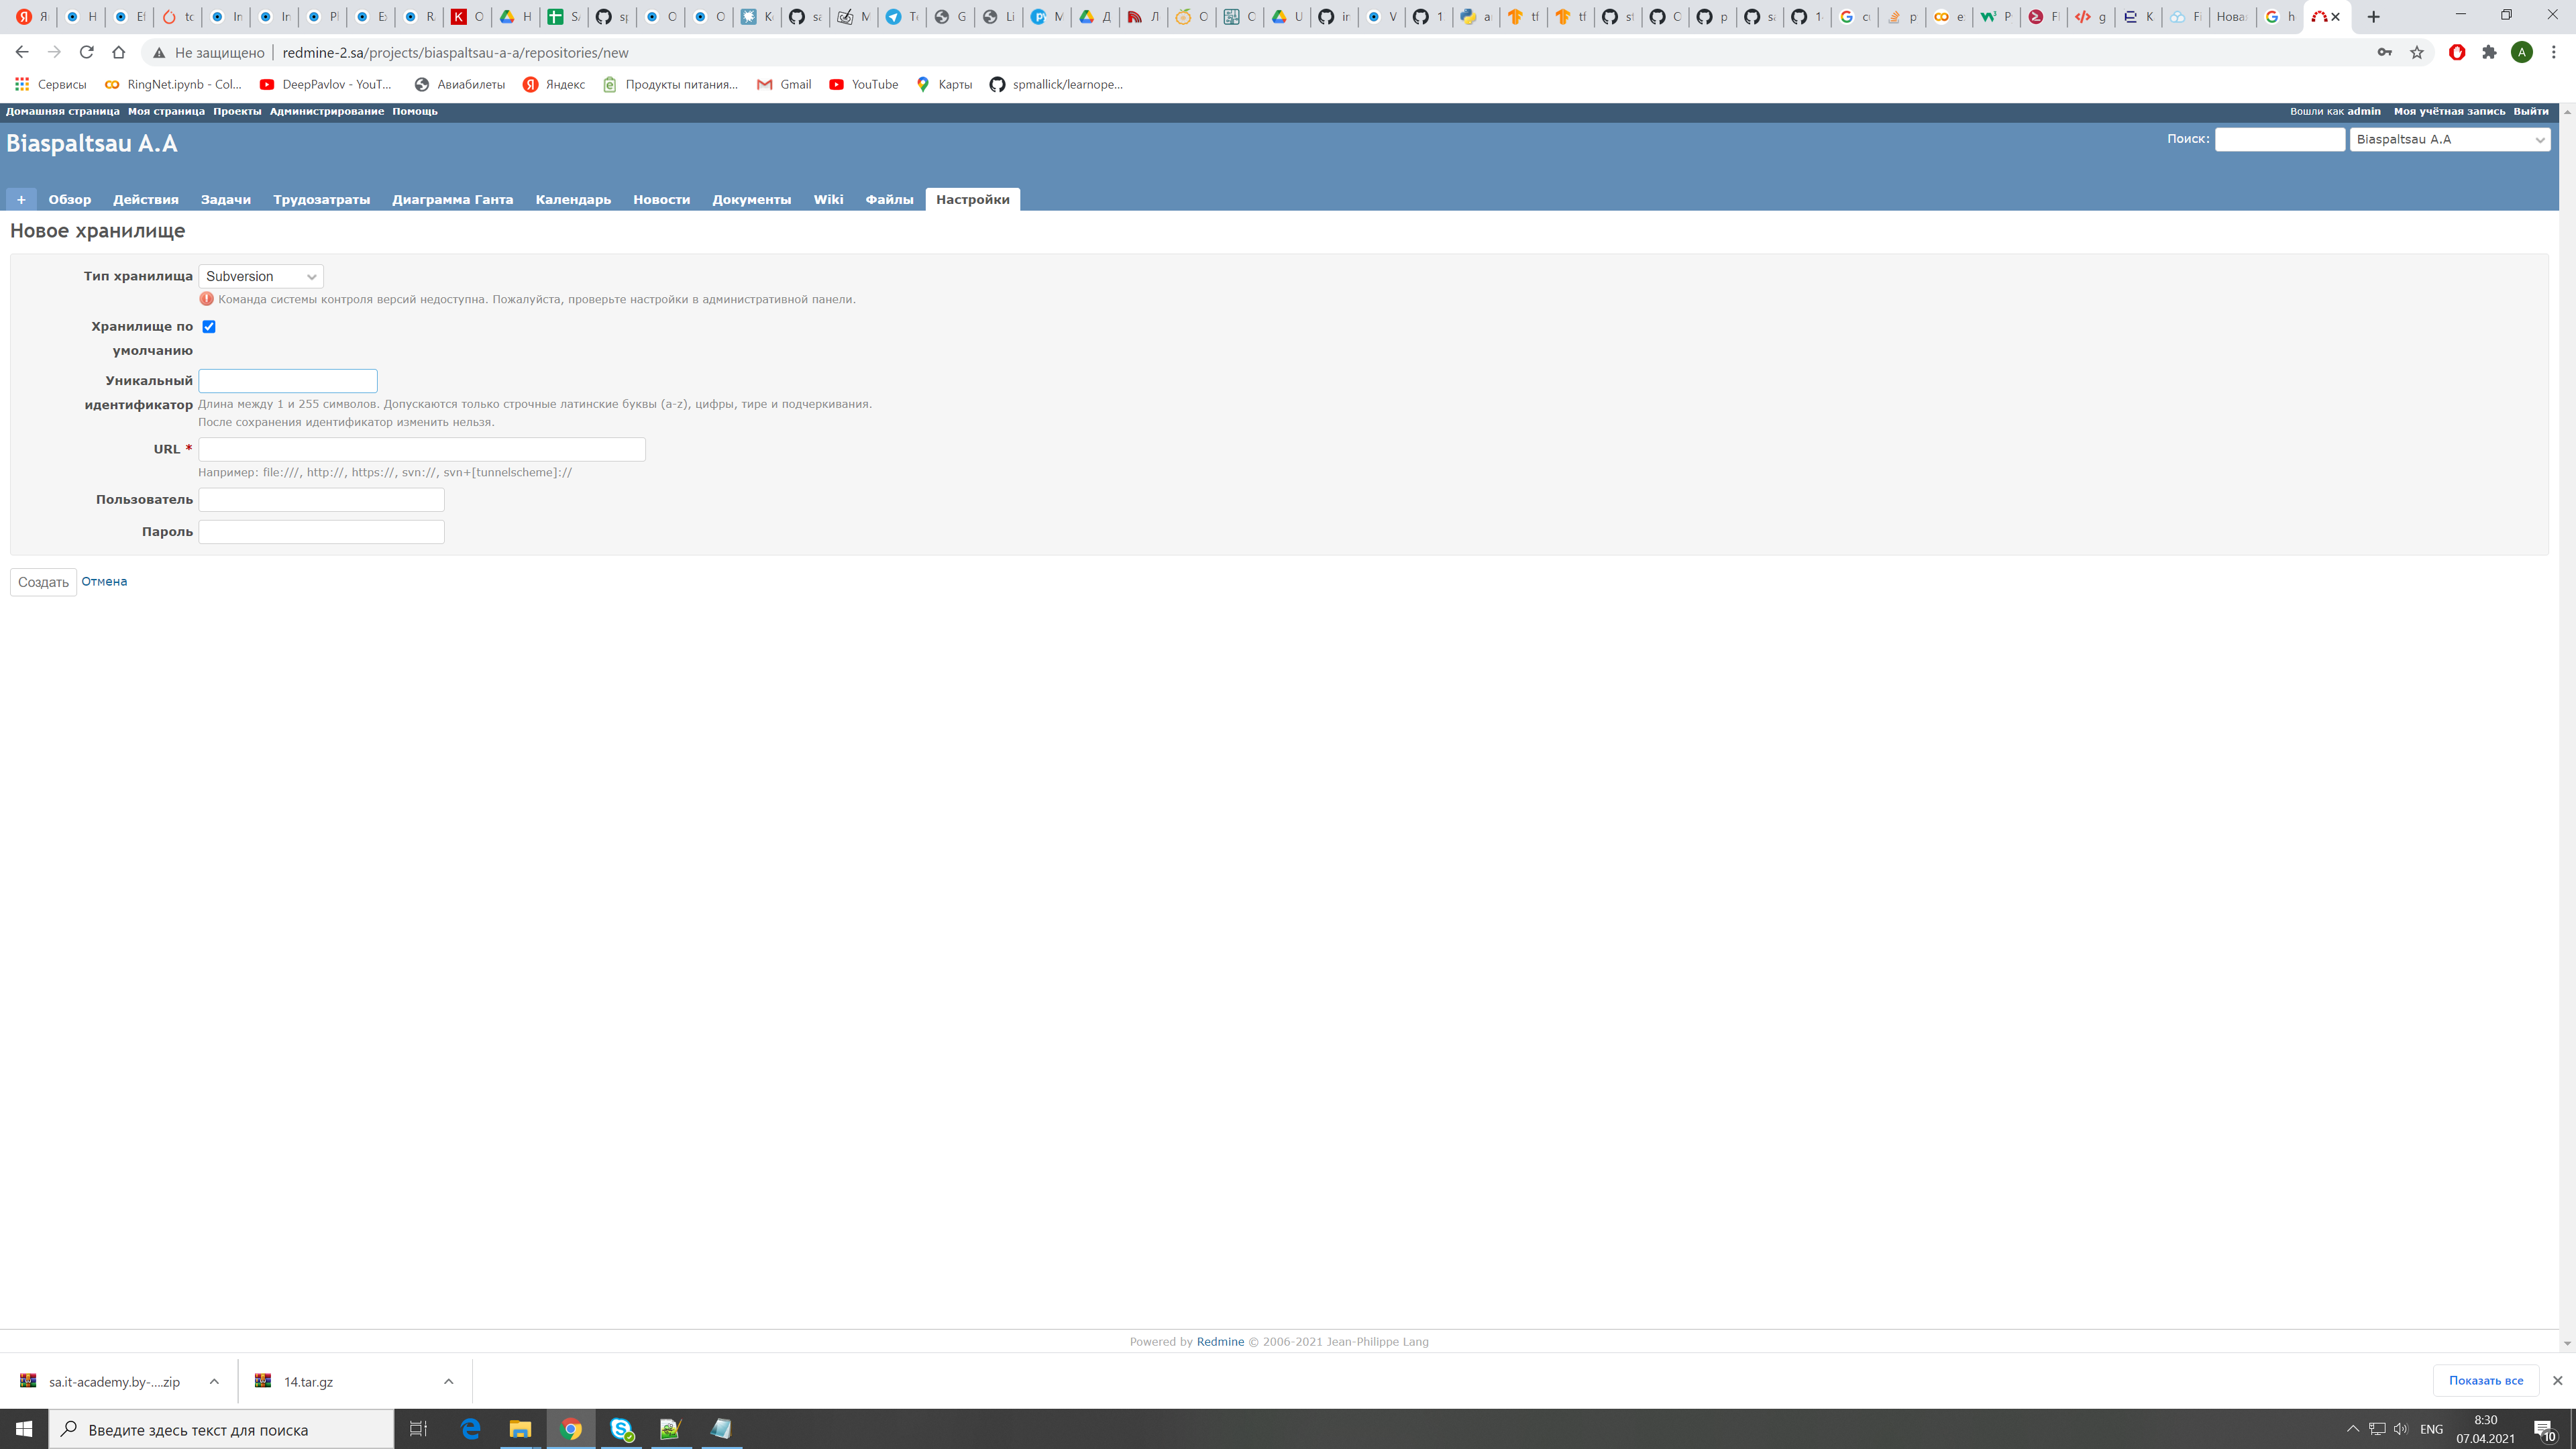 Не защищено redmine-2.sa/projects/biaspaltsau-a-a/repositories/new
Сервисы RingNet.ipynb - Col... DeepPavlov - YouT... Авиабилеты Яндекс Продукты питания... Gmail YouTube Карты spmallick/learnope...
Домашняя страница Моя страница Проекты Администрирование Помощь Вошли как admin Моя учётная запись Выйти
Biaspaltsau A.A Поиск: Biaspaltsau A.A
+ Обзор Действия Задачи Трудозатраты Диаграмма Ганта Календарь Новости Документы Wiki Файлы Настройки
Новое хранилище
Тип хранилища Subversion
Команда системы контроля версий недоступна. Пожалуйста, проверьте настройки в административной панели.
Хранилище по
умолчанию
Уникальный
идентификатор Длина между 1 и 255 символов. Допускаются только строчные латинские буквы (a-z), цифры, тире и подчеркивания.
После сохранения идентификатор изменить нельзя.
URL *
Например: file:///, http://, https://, svn://, svn+[tunnelscheme]://
Пользователь
Пароль
Создать Отмена
Powered by Redmine © 2006-2021 Jean-Philippe Lang
sa.it-academy.by-....zip 14.tar.gz Показать все
Введите здесь текст для поиска ENG 8:30
07.04.2021 10